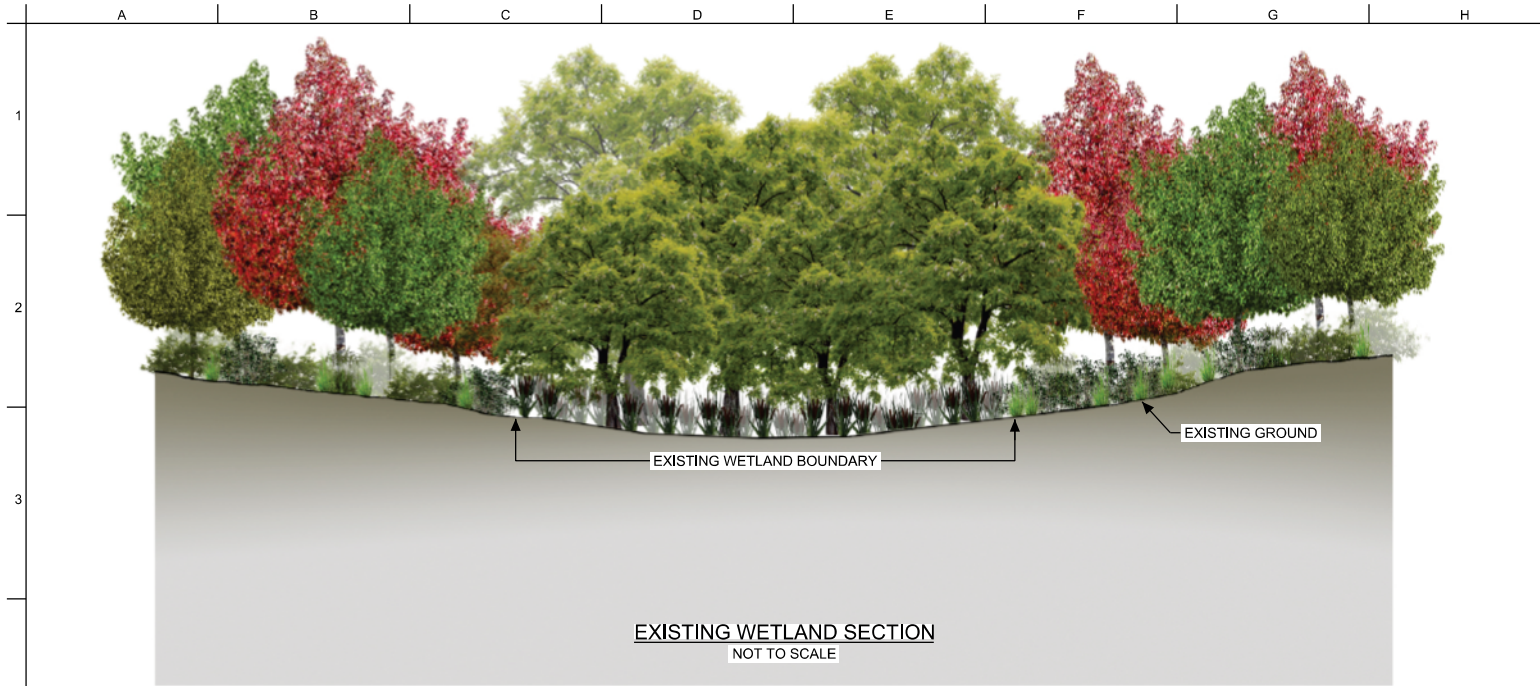 A B C D E F G H
1
2
EXISTING GROUND
EXISTING WETLAND BOUNDARY
3
EXISTING WETLAND SECTION
NOT TO SCALE